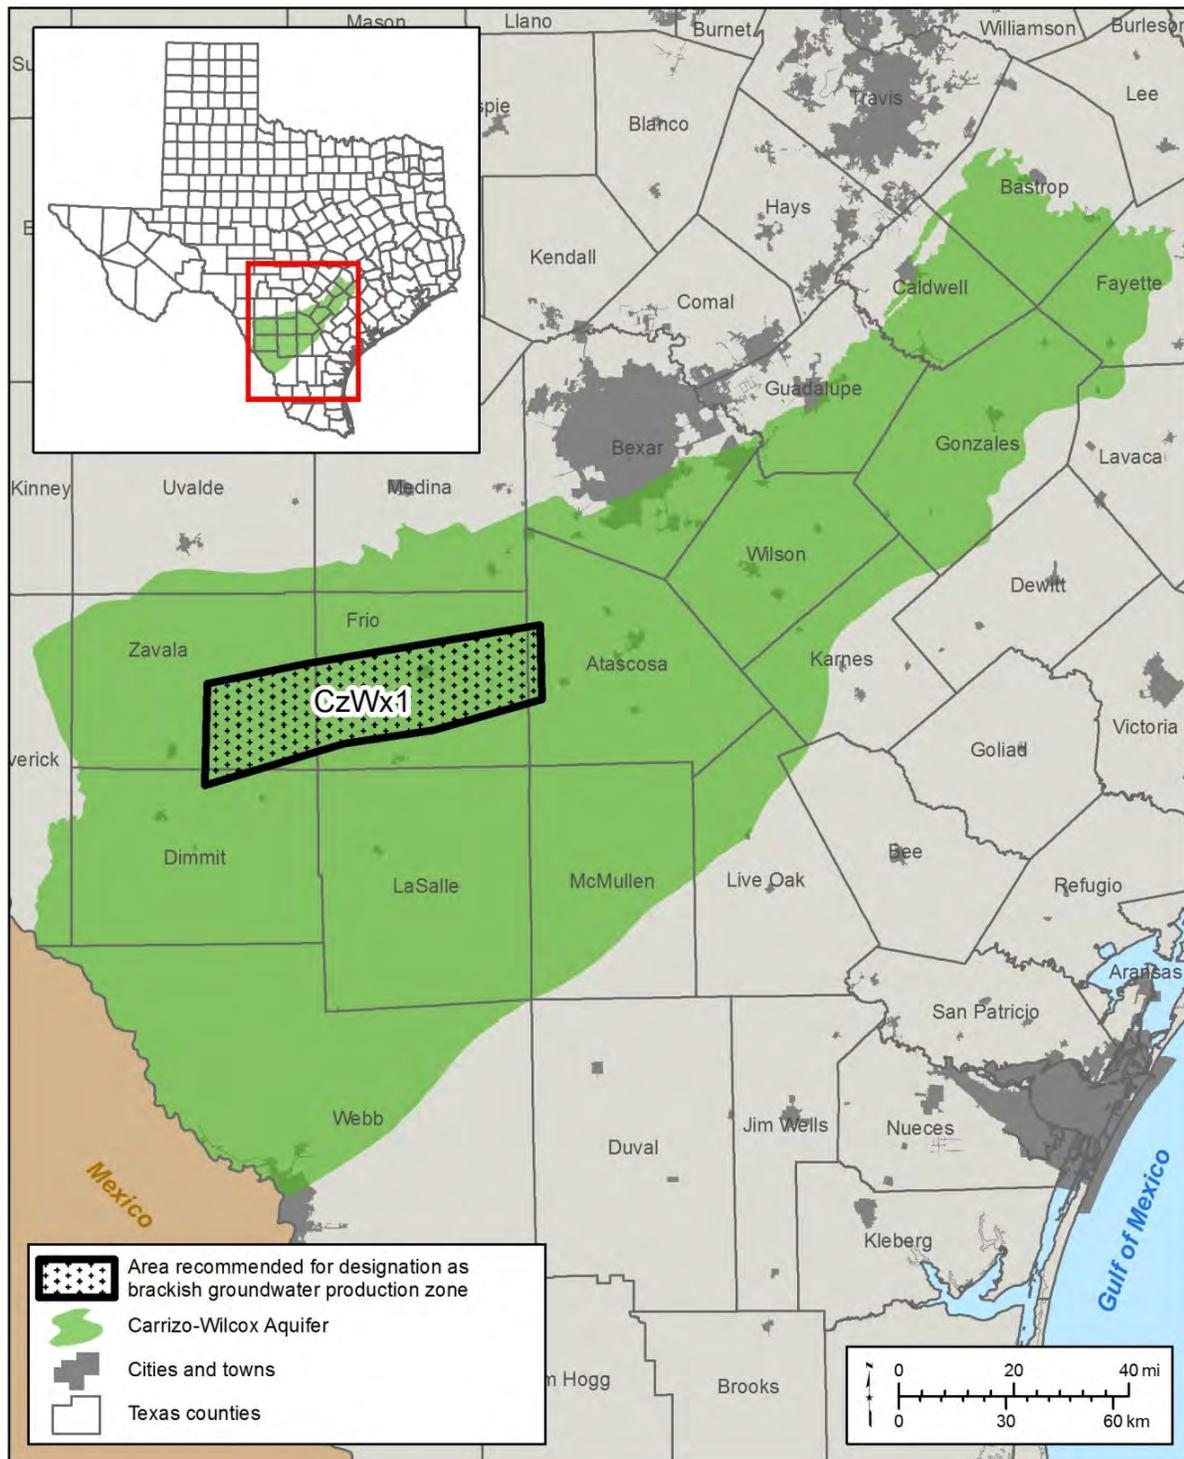 Mason
Llano
Burnet
Williamson
Burleson
Su
spie
Blanco
Travis
Lee
Bastrop
Hays
E
Kendall
Comal
Caldwell
Fayette
Guadalupe
Bexar
Gonzales
Lavaca
Kinney
Uvalde
Medina
Wilson
Dewitt
Zavala
Frio
Atascosa
Karnes
CzWx1
Victoria
verick
Goliad
Dimmit
LaSalle
McMullen
Live Oak
Bee
Refugio
Aransas
San Patricio
Webb
Duval
Jim Wells
Nueces
Mexico
Kleberg
Gulf of Mexico
m Hogg
Brooks
Area recommended for designation as
brackish groundwater production zone
Carrizo-Wilcox Aquifer
Cities and towns
Texas counties
N
0 20 40 mi
0 30 60 km